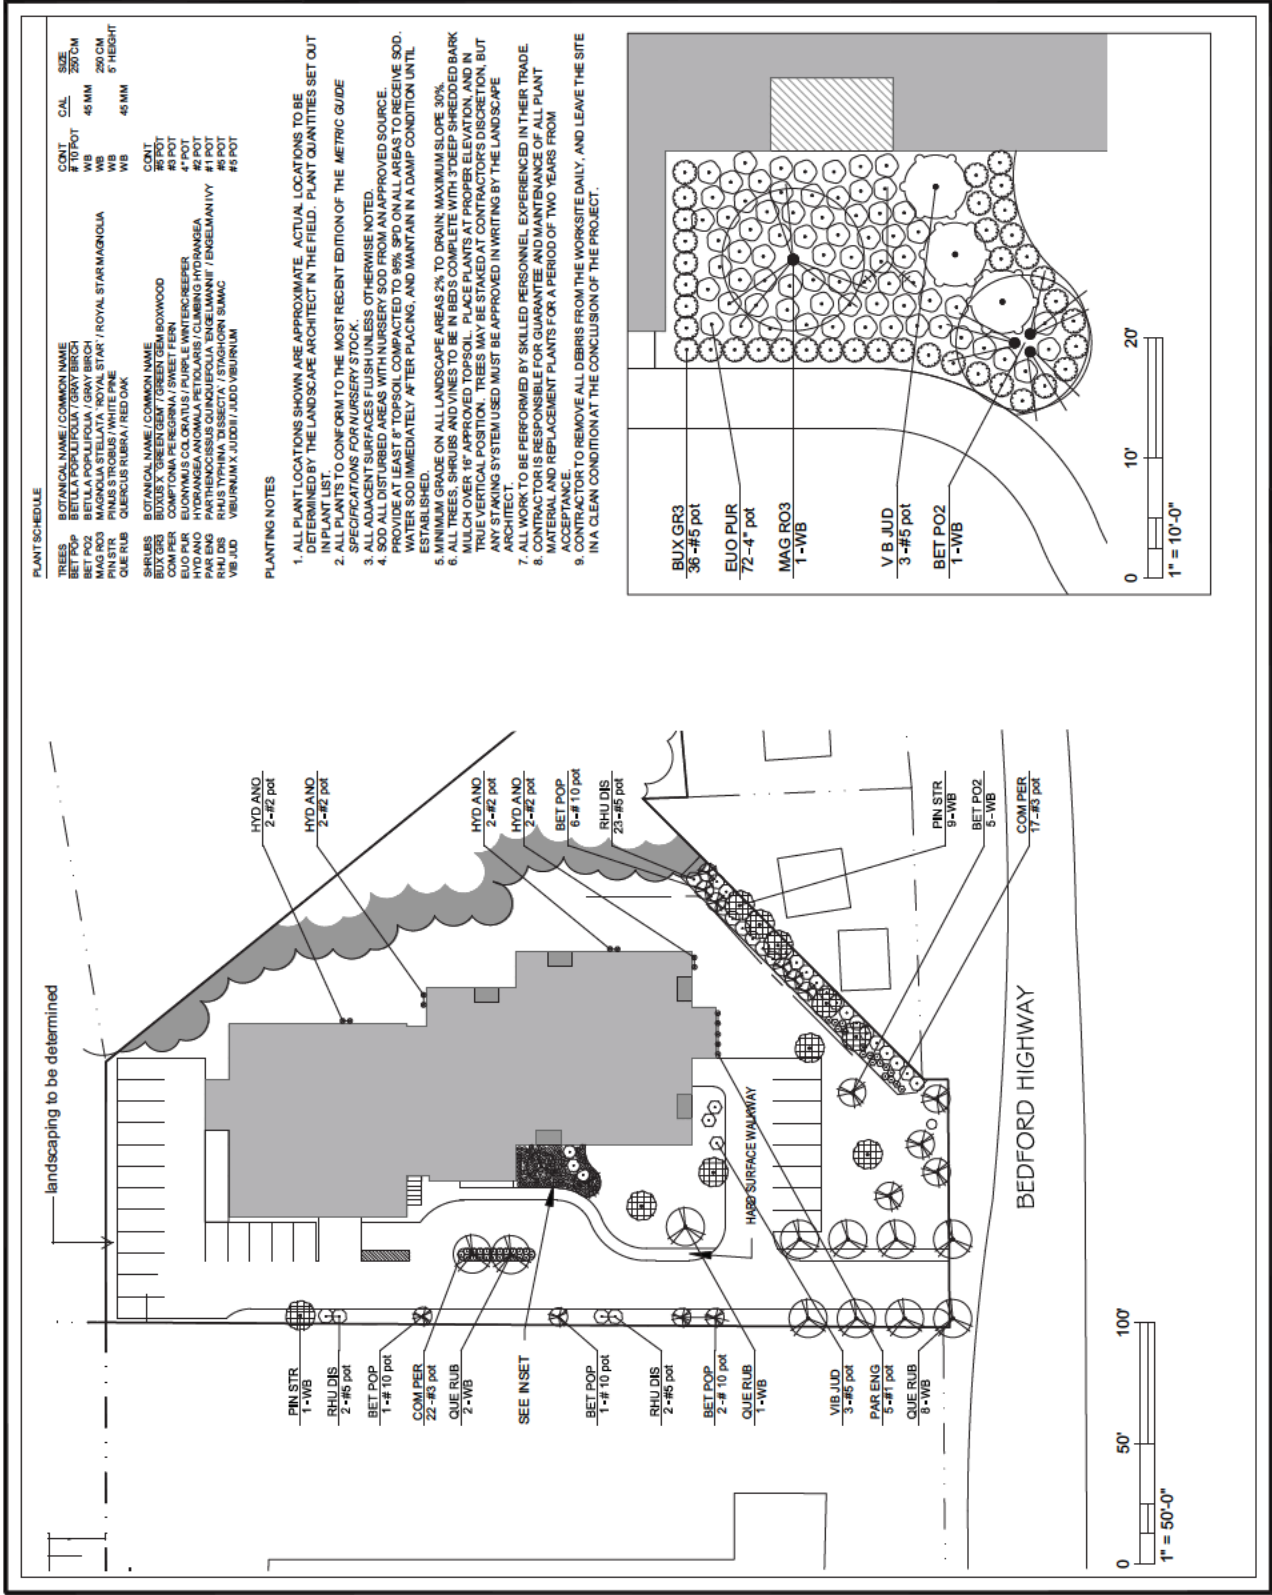 PLANT SCHEDULE
TREES BOTANICAL NAME / COMMON NAME CONT CAL SIZE
BET POP BETULA POPULIFOLIA / GRAY BIRCH # 10 POT 250 CM
BET PO2 BETULA POPULIFOLIA / GRAY BIRCH WB 45 MM
MAG RO3 MAGNOLIA STELLATA `ROYAL STAR` / ROYAL STAR MAGNOLIA WB 250 CM
PIN STR PINUS STROBUS / WHITE PINE WB 5' HEIGHT
QUE RUB QUERCUS RUBRA / RED OAK WB 45 MM
SHRUBS BOTANICAL NAME / COMMON NAME CONT
BUX GR3 BUXUS X `GREEN GEM` / GREEN GEM BOXWOOD #5 POT
COM PER COMPTONIA PEREGRINA / SWEET FERN #3 POT
EUO PUR EUONYMUS COLORATUS / PURPLE WINTERCREEPER 4" POT
HYD ANO HYDRANGEA ANOMALA PETIOLARIS / CLIMBING HYDRANGEA #2 POT
PAR ENG PARTHENOCISSUS QUINQUEFOLIA `ENGELMANNII` / ENGELMAN IVY #1 POT
RHU DIS RHUS TYPHINA `DISSECTA` / STAGHORN SUMAC #5 POT
VIB JUD VIBURNUM X JUDDII / JUDD VIBURNUM #5 POT
PLANTING NOTES
1. ALL PLANT LOCATIONS SHOWN ARE APPROXIMATE. ACTUAL LOCATIONS TO BE
DETERMINED BY THE LANDSCAPE ARCHITECT IN THE FIELD. PLANT QUANTITIES SET OUT
IN PLANT LIST.
2. ALL PLANTS TO CONFORM TO THE MOST RECENT EDITION OF THE METRIC GUIDE
SPECIFICATIONS FOR NURSERY STOCK.
3. ALL ADJACENT SURFACES FLUSH UNLESS OTHERWISE NOTED.
4. SOD ALL DISTURBED AREAS WITH NURSERY SOD FROM AN APPROVED SOURCE.
PROVIDE AT LEAST 8" TOPSOIL COMPACTED TO 95% SPD ON ALL AREAS TO RECEIVE SOD.
WATER SOD IMMEDIATELY AFTER PLACING, AND MAINTAIN IN A DAMP CONDITION UNTIL
ESTABLISHED.
5. MINIMUM GRADE ON ALL LANDSCAPE AREAS 2% TO DRAIN; MAXIMUM SLOPE 30%.
6. ALL TREES, SHRUBS AND VINES TO BE IN BEDS COMPLETE WITH 3" DEEP SHREDDED BARK
MULCH OVER 16" APPROVED TOPSOIL. PLACE PLANTS AT PROPER ELEVATION, AND IN
TRUE VERTICAL POSITION. TREES MAY BE STAKED AT CONTRACTOR'S DISCRETION, BUT
ANY STAKING SYSTEM USED MUST BE APPROVED IN WRITING BY THE LANDSCAPE
ARCHITECT.
7. ALL WORK TO BE PERFORMED BY SKILLED PERSONNEL, EXPERIENCED IN THEIR TRADE.
8. CONTRACTOR IS RESPONSIBLE FOR GUARANTEE AND MAINTENANCE OF ALL PLANT
MATERIAL AND REPLACEMENT PLANTS FOR A PERIOD OF TWO YEARS FROM
ACCEPTANCE.
9. CONTRACTOR TO REMOVE ALL DEBRIS FROM THE WORKSITE DAILY, AND LEAVE THE SITE
IN A CLEAN CONDITION AT THE CONCLUSION OF THE PROJECT.
BUX GR3
36 -#5 pot
EUO PUR
72-4" pot
MAG RO3
1 -WB
VIB JUD
3 -#5 pot
BET PO2
1 -WB
0 10' 20'
1" = 10'-0"
landscaping to be determined
HYD ANO
2-#2 pot
HYD ANO
2-#2 pot
HYD ANO
2-#2 pot
HYD ANO
2-#2 pot
BET POP
6-# 10 pot
RHU DIS
23-#5 pot
PIN STR
9-WB
BET PO2
5-WB
COM PER
17-#3 pot
HARD SURFACE WALKWAY
BEDFORD HIGHWAY
PIN STR
1-WB
RHU DIS
2-#5 pot
BET POP
1-# 10 pot
COM PER
22-#3 pot
QUE RUB
2-WB
SEE INSET
BET POP
1-# 10 pot
RHU DIS
2-#5 pot
BET POP
2-# 10 pot
QUE RUB
1-WB
VIB JUD
3-#5 pot
PAR ENG
5-#1 pot
QUE RUB
8-WB
0 50' 100'
1" = 50'-0"